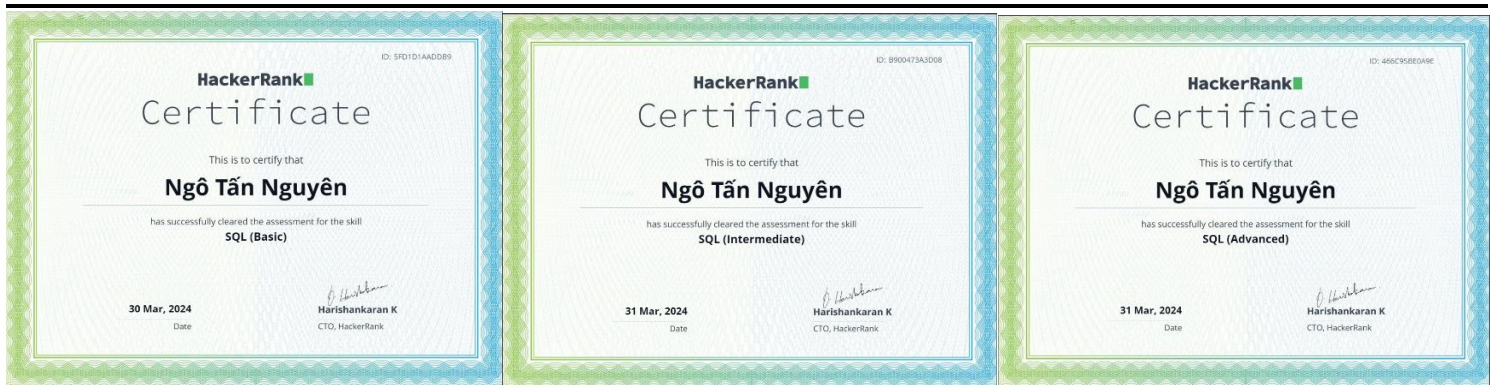 ID: 5FD1D1AADDB9
HackerRank
Certificate
This is to certify that
Ngô Tấn Nguyên
has successfully cleared the assessment for the skill
SQL (Basic)
30 Mar, 2024
Date
Harishankaran K
CTO, HackerRank
ID: B900473A3D08
HackerRank
Certificate
This is to certify that
Ngô Tấn Nguyên
has successfully cleared the assessment for the skill
SQL (Intermediate)
31 Mar, 2024
Date
Harishankaran K
CTO, HackerRank
ID: 466C95BE0A9E
HackerRank
Certificate
This is to certify that
Ngô Tấn Nguyên
has successfully cleared the assessment for the skill
SQL (Advanced)
31 Mar, 2024
Date
Harishankaran K
CTO, HackerRank